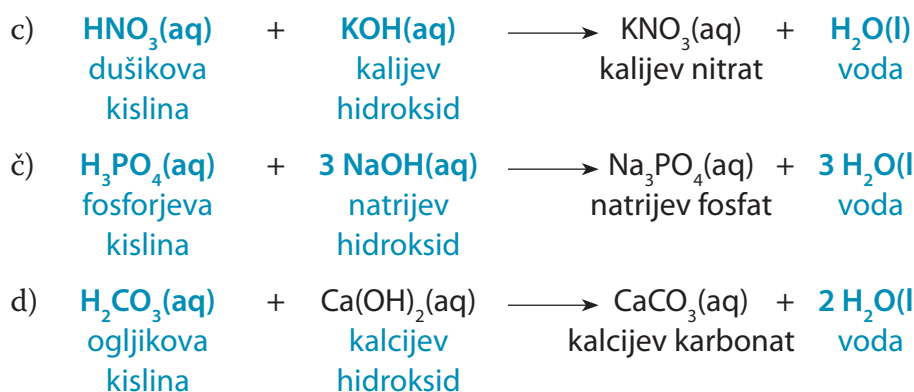 c) HNO₃(aq) + KOH(aq) ⟶ KNO₃(aq) + H₂O(l)
dušikova kalijev kalijev nitrat voda
kislina hidroksid
č) H₃PO₄(aq) + 3 NaOH(aq) ⟶ Na₃PO₄(aq) + 3 H₂O(l
fosforjeva natrijev natrijev fosfat voda
kislina hidroksid
d) H₂CO₃(aq) + Ca(OH)₂(aq) ⟶ CaCO₃(aq) + 2 H₂O(l
ogljikova kalcijev kalcijev karbonat voda
kislina hidroksid